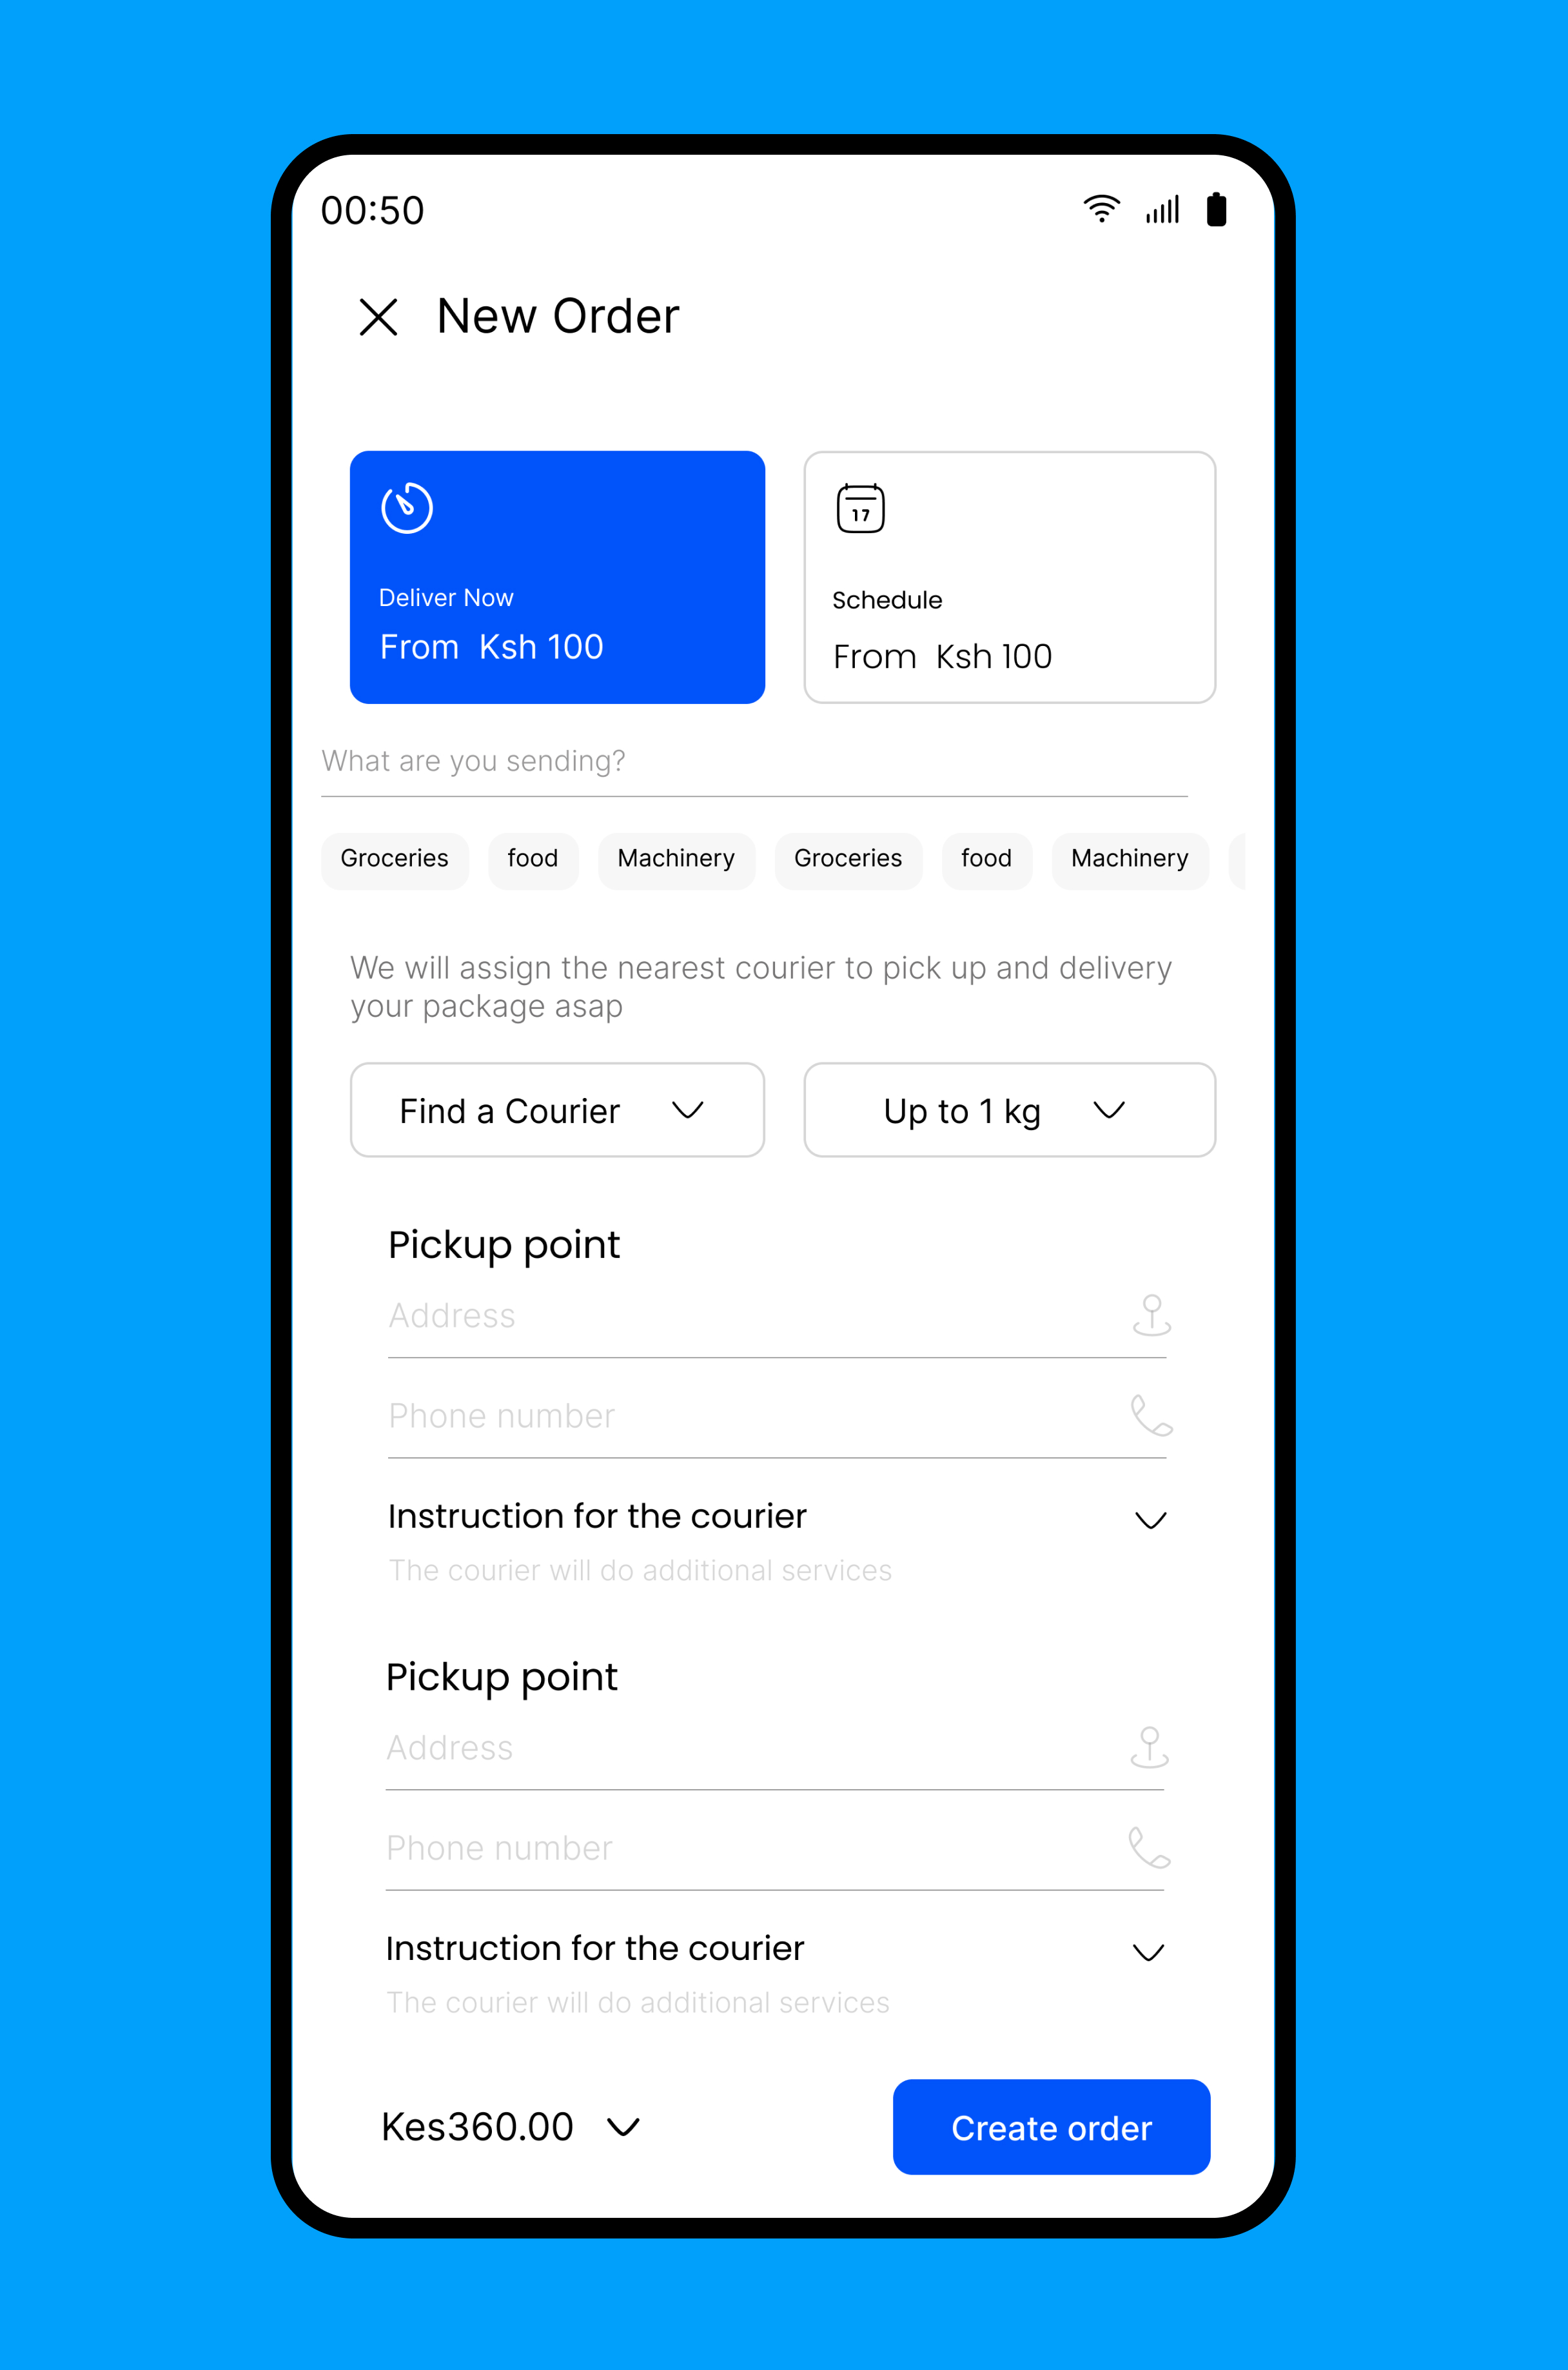 00:50
New Order
17
Deliver Now
From Ksh 100
Schedule
From Ksh 100
What are you sending?
Groceries food Machinery Groceries food Machinery
We will assign the nearest courier to pick up and delivery
your package asap
Find a Courier
Up to 1 kg
Pickup point
Address
Phone number
Instruction for the courier
The courier will do additional services
Pickup point
Address
Phone number
Instruction for the courier
The courier will do additional services
Kes360.00
Create order